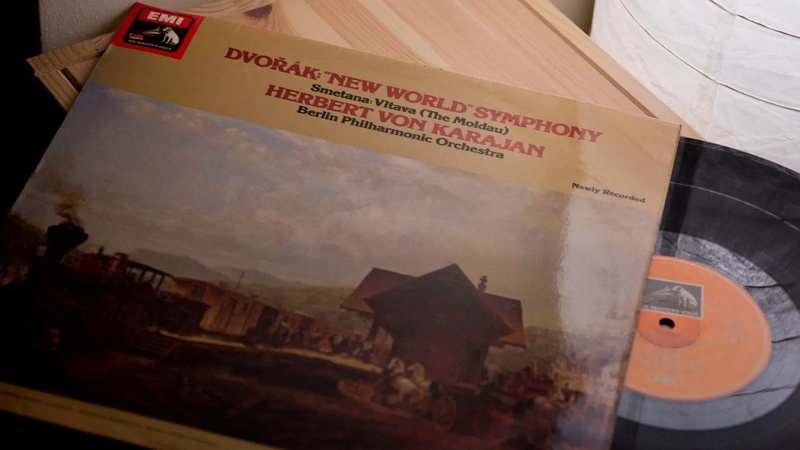 EMI
DVOŘÁK: "NEW WORLD" SYMPHONY
Smetana: Vltava (The Moldau)
HERBERT VON KARAJAN
Berlin Philharmonic Orchestra
Newly Recorded